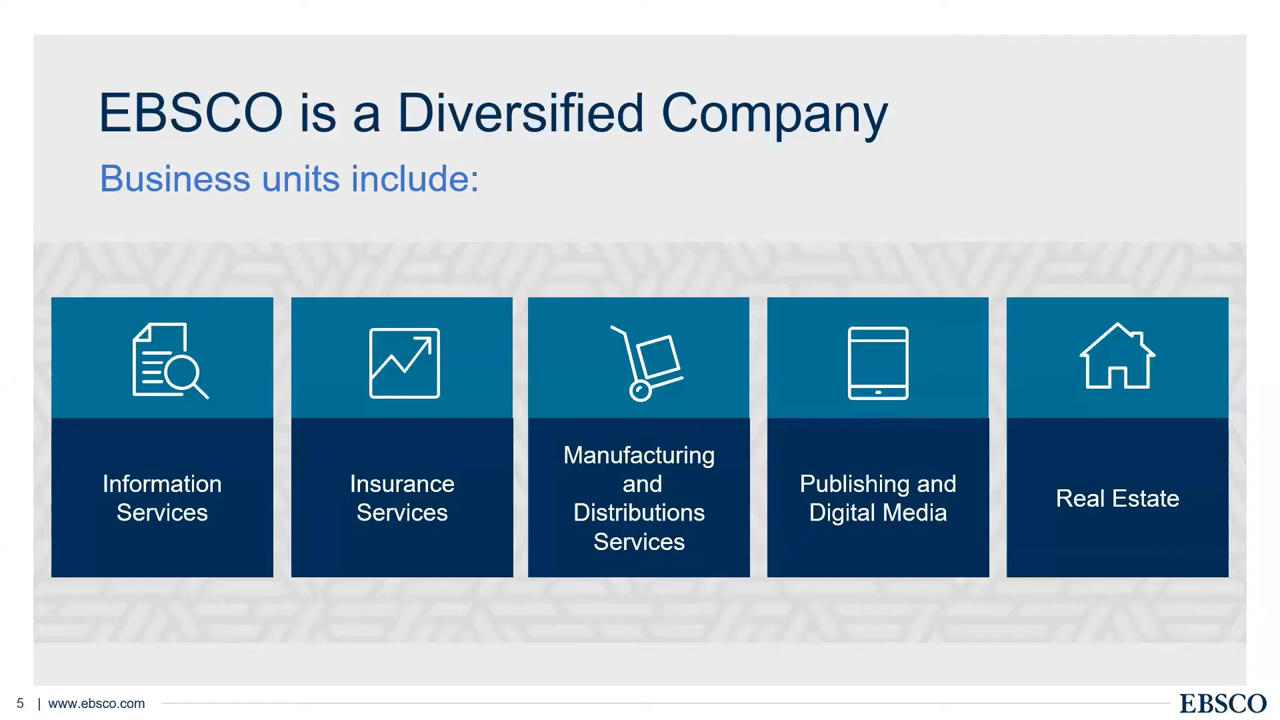 EBSCO is a Diversified Company
Business units include:
Information
Services
Insurance
Services
Manufacturing
and
Distributions
Services
Publishing and
Digital Media
Real Estate
5 | www.ebsco.com
EBSCO